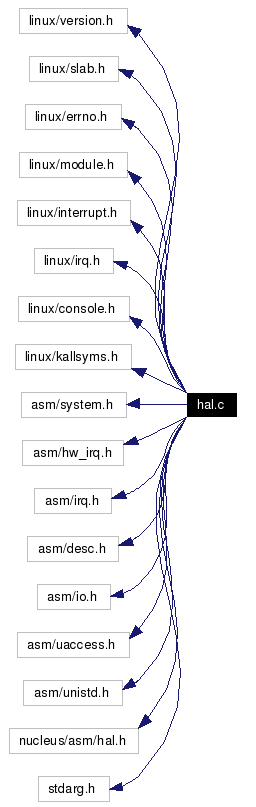 linux/version.h
linux/slab.h
linux/errno.h
linux/module.h
linux/interrupt.h
linux/irq.h
linux/console.h
linux/kallsyms.h
asm/system.h
hal.c
asm/hw_irq.h
asm/irq.h
asm/desc.h
asm/io.h
asm/uaccess.h
asm/unistd.h
nucleus/asm/hal.h
stdarg.h